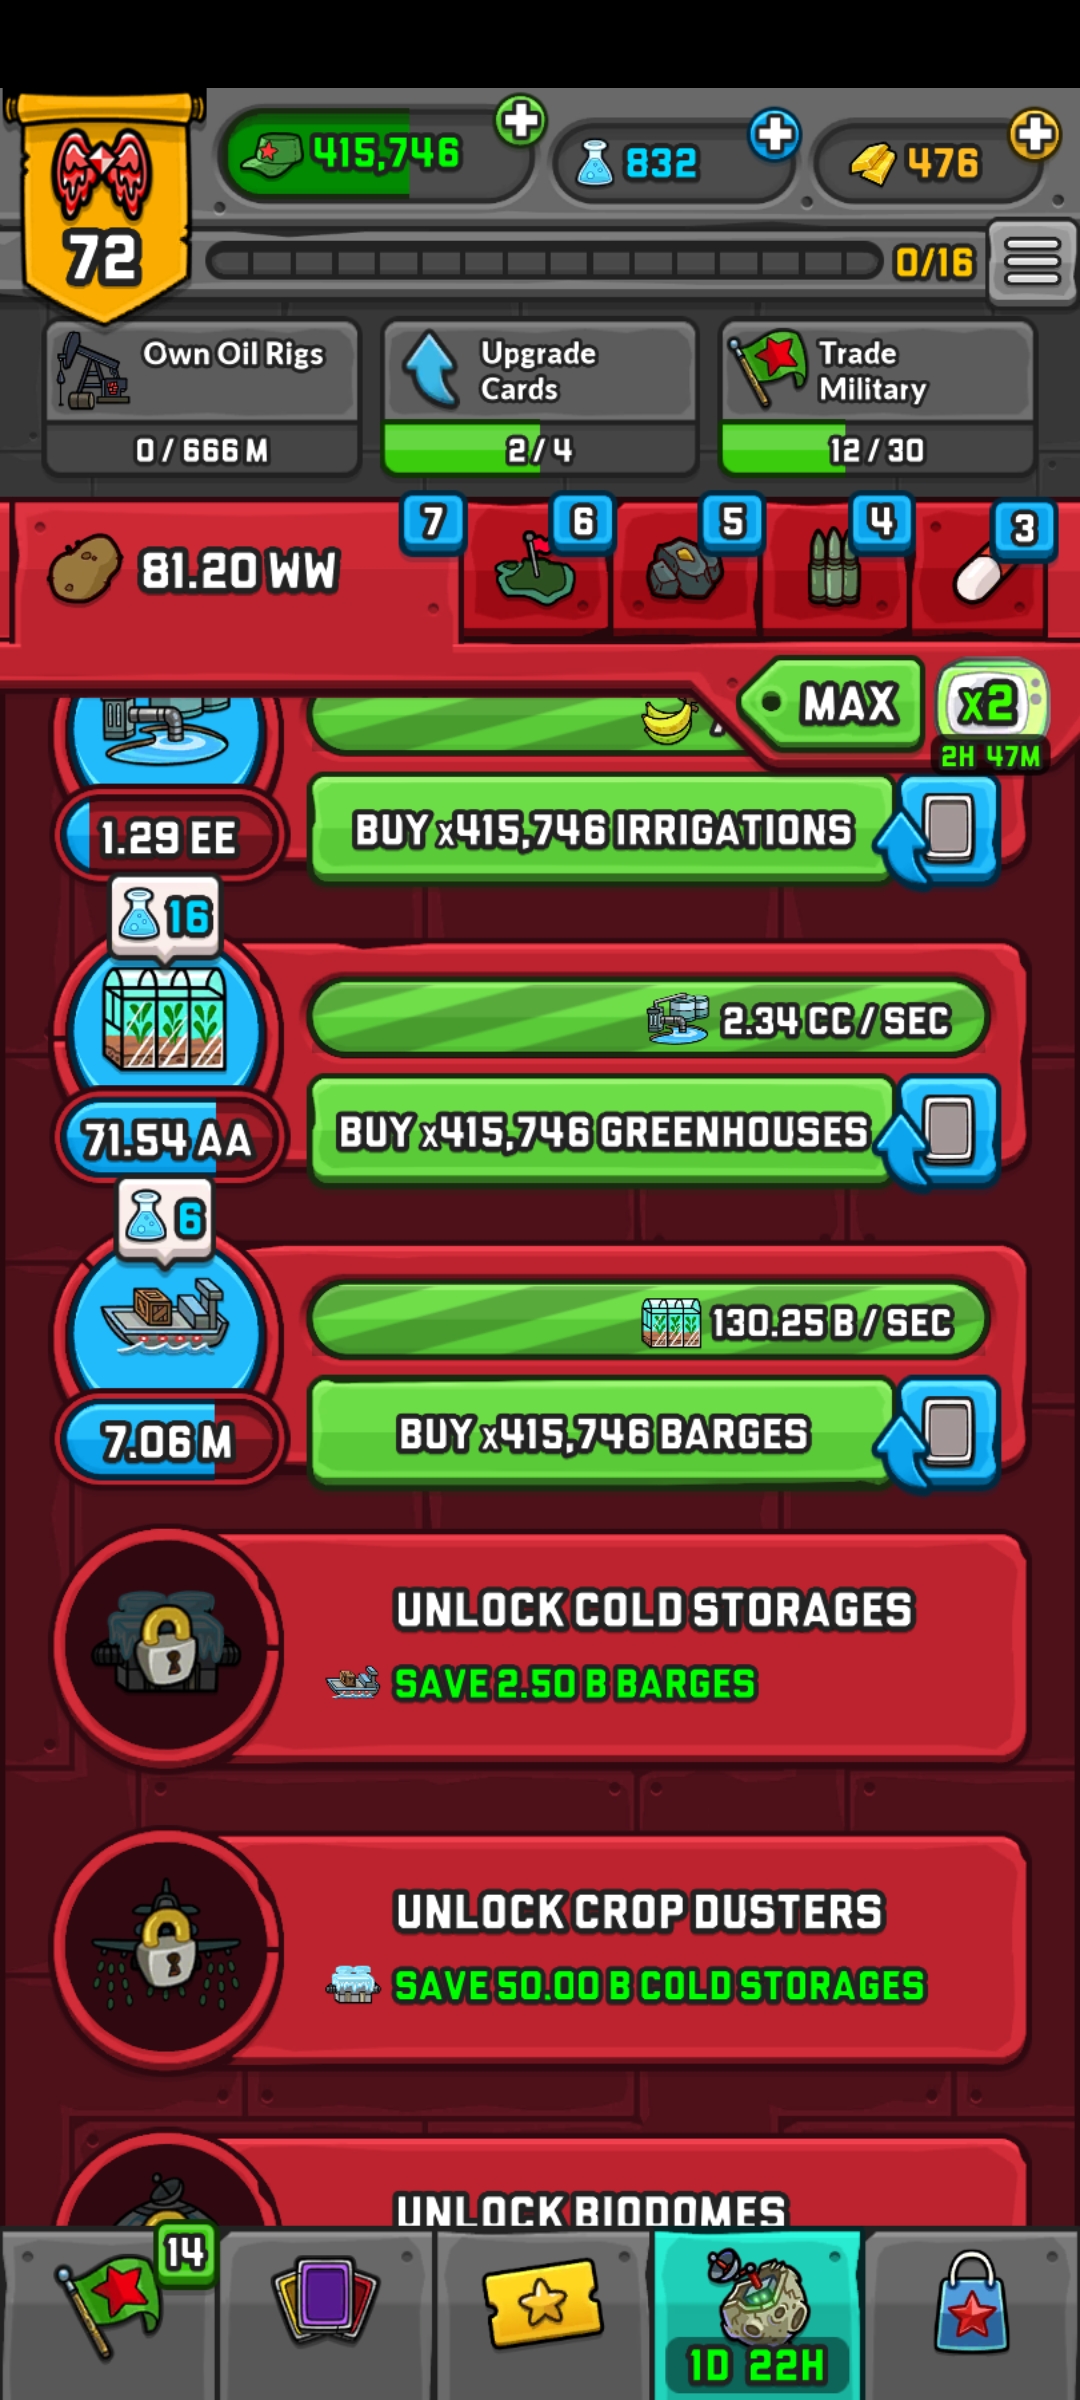 415,746
832
476
72
0/16
Own Oil Rigs
0 / 666 M
Upgrade
Cards
2 / 4
Trade
Military
12 / 30
81.20 WW
7
6
5
4
3
MAX
x2
2H 47M
1.29 EE
BUY x415,746 IRRIGATIONS
16
2.34 CC / SEC
71.54 AA
BUY x415,746 GREENHOUSES
6
130.25 B / SEC
7.06 M
BUY x415,746 BARGES
UNLOCK COLD STORAGES
SAVE 2.50 B BARGES
UNLOCK CROP DUSTERS
SAVE 50.00 B COLD STORAGES
UNLOCK BIODOMES
14
1D 22H